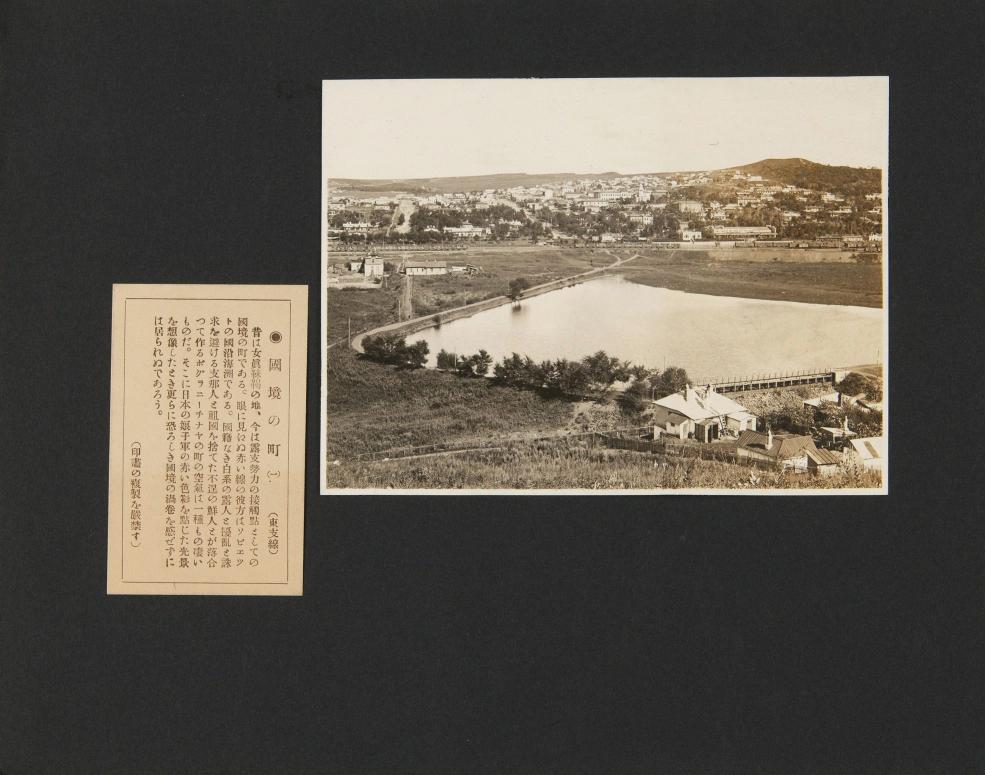 ◉ 國境の町 (一) (東支線)
昔は女眞靺鞨の地、今は露支勢力の接觸點としての
國境の町である。眼に見えぬ赤い線の彼方はソビエツ
トの國沿海洲である。國籍なき白系の露人と擾亂と誅
求を避ける支那人と祖國を捨てた不逞の鮮人とが落合
つて作るポグラニーチナヤの町の空氣は一種もの凄い
ものだ。そこに日本の娘子軍の赤い色彩を點じた光景
を想像したとき更らに恐ろしき國境の渦卷を感ぜずに
は居られぬであらう。
(印畫の複製を嚴禁す)